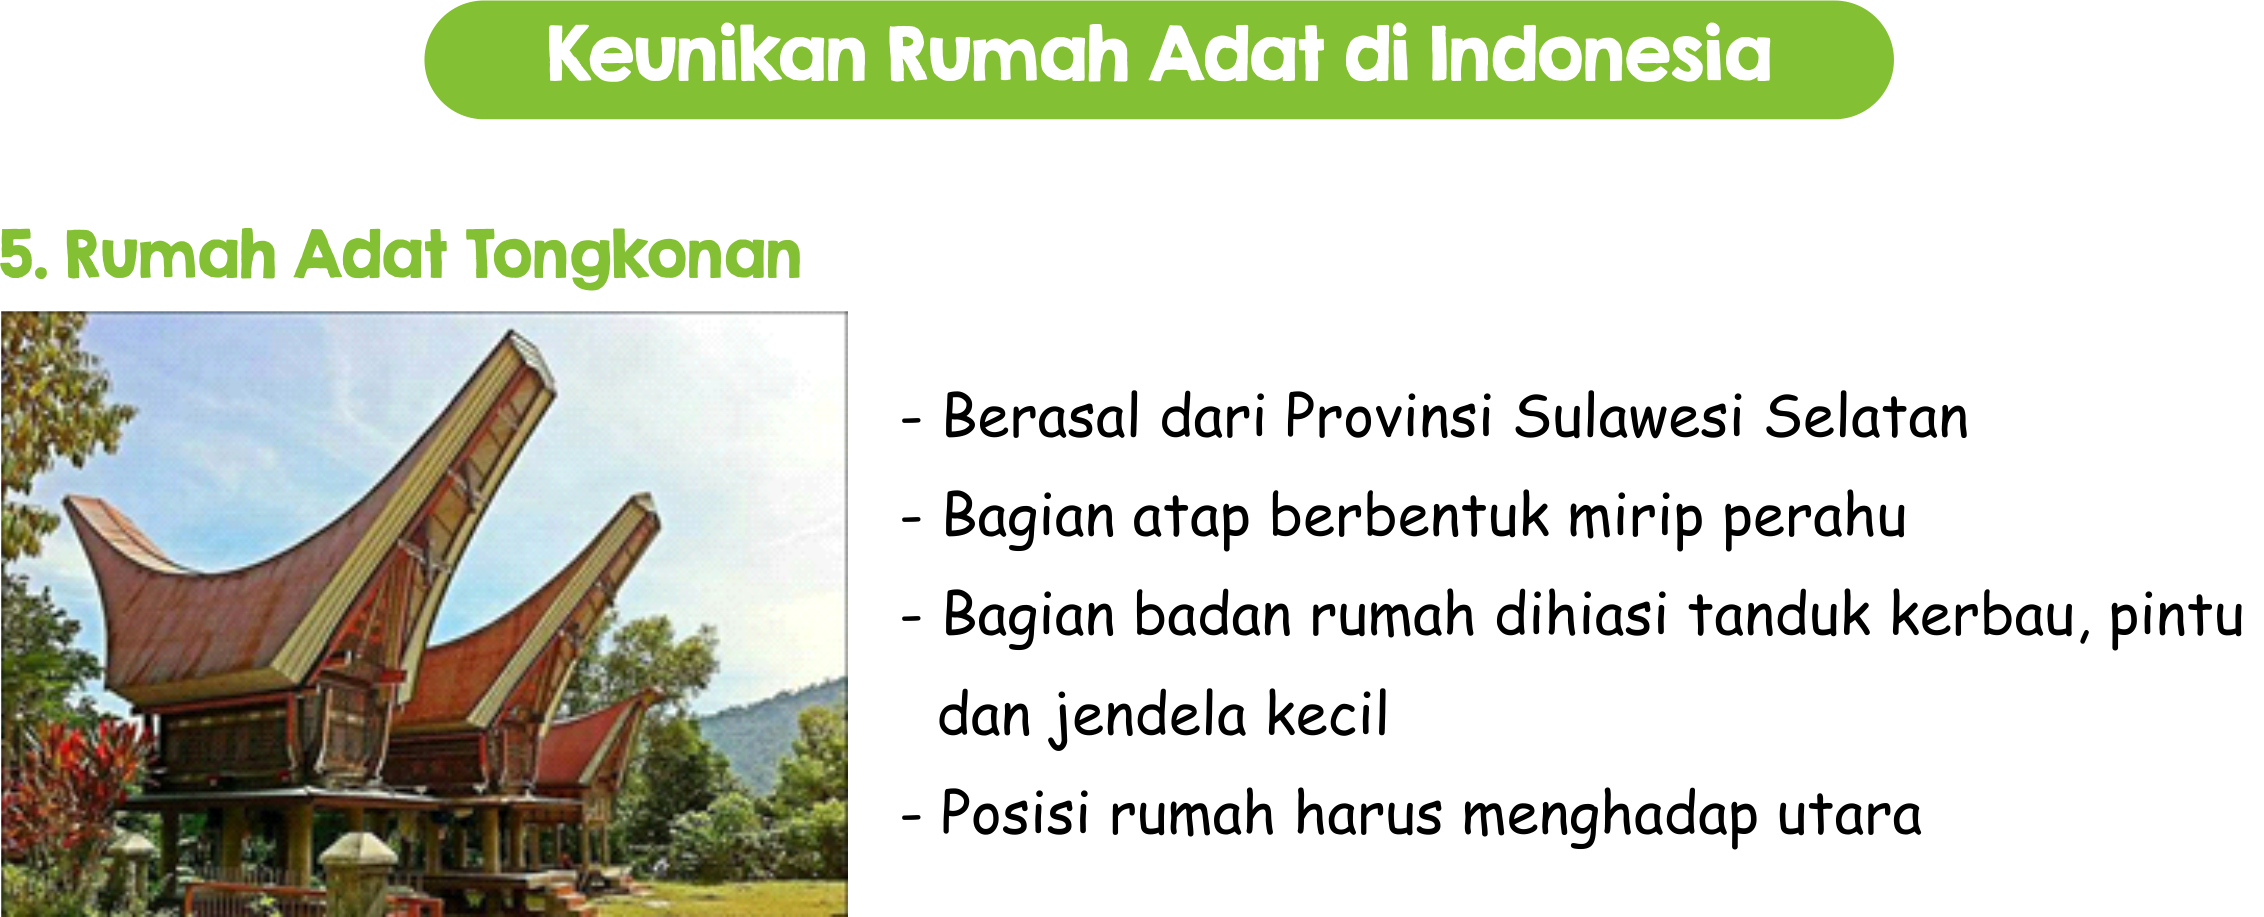 Keunikan Rumah Adat di Indonesia
5. Rumah Adat Tongkonan
- Berasal dari Provinsi Sulawesi Selatan
- Bagian atap berbentuk mirip perahu
- Bagian badan rumah dihiasi tanduk kerbau, pintu
dan jendela kecil
- Posisi rumah harus menghadap utara